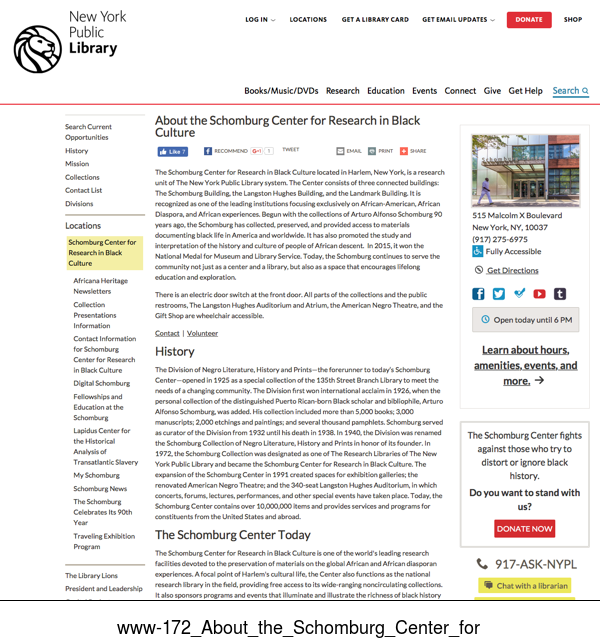 New York
Public
Library
LOG IN
LOCATIONS
GET A LIBRARY CARD
GET EMAIL UPDATES
DONATE
SHOP
Books/Music/DVDs Research Education Events Connect Give Get Help Search
Search Current
Opportunities
History
Mission
Collections
Contact List
Divisions
Locations
Schomburg Center for
Research in Black
Culture
Africana Heritage
Newsletters
Collection
Presentations
Information
Contact Information
for Schomburg
Center for Research
in Black Culture
Digital Schomburg
Fellowships and
Education at the
Schomburg
Lapidus Center for
the Historical
Analysis of
Transatlantic Slavery
My Schomburg
Schomburg News
The Schomburg
Celebrates Its 90th
Year
Traveling Exhibition
Program
The Library Lions
President and Leadership
About the Schomburg Center for Research in Black
Culture
Like 7
RECOMMEND
G+1 1
TWEET
EMAIL
PRINT
SHARE
The Schomburg Center for Research in Black Culture located in Harlem, New York, is a research
unit of The New York Public Library system. The Center consists of three connected buildings:
The Schomburg Building, the Langston Hughes Building, and the Landmark Building. It is
recognized as one of the leading institutions focusing exclusively on African-American, African
Diaspora, and African experiences. Begun with the collections of Arturo Alfonso Schomburg 90
years ago, the Schomburg has collected, preserved, and provided access to materials
documenting black life in America and worldwide. It has also promoted the study and
interpretation of the history and culture of people of African descent. In 2015, it won the
National Medal for Museum and Library Service. Today, the Schomburg continues to serve the
community not just as a center and a library, but also as a space that encourages lifelong
education and exploration.
There is an electric door switch at the front door. All parts of the collections and the public
restrooms, The Langston Hughes Auditorium and Atrium, the American Negro Theatre, and the
Gift Shop are wheelchair accessible.
Contact | Volunteer
History
The Division of Negro Literature, History and Prints—the forerunner to today's Schomburg
Center—opened in 1925 as a special collection of the 135th Street Branch Library to meet the
needs of a changing community. The Division first won international acclaim in 1926, when the
personal collection of the distinguished Puerto Rican-born Black scholar and bibliophile, Arturo
Alfonso Schomburg, was added. His collection included more than 5,000 books; 3,000
manuscripts; 2,000 etchings and paintings; and several thousand pamphlets. Schomburg served
as curator of the Division from 1932 until his death in 1938. In 1940, the Division was renamed
the Schomburg Collection of Negro Literature, History and Prints in honor of its founder. In
1972, the Schomburg Collection was designated as one of The Research Libraries of The New
York Public Library and became the Schomburg Center for Research in Black Culture. The
expansion of the Schomburg Center in 1991 created spaces for exhibition galleries; the
renovated American Negro Theatre; and the 340-seat Langston Hughes Auditorium, in which
concerts, forums, lectures, performances, and other special events have taken place. Today, the
Schomburg Center contains over 10,000,000 items and provides services and programs for
constituents from the United States and abroad.
The Schomburg Center Today
The Schomburg Center for Research in Black Culture is one of the world's leading research
facilities devoted to the preservation of materials on the global African and African diasporan
experiences. A focal point of Harlem's cultural life, the Center also functions as the national
research library in the field, providing free access to its wide-ranging noncirculating collections.
It also sponsors programs and events that illuminate and illustrate the richness of black history
515 Malcolm X Boulevard
New York, NY, 10037
(917) 275-6975
Fully Accessible
Get Directions
Open today until 6 PM
Learn about hours,
amenities, events, and
more. →
The Schomburg Center fights
against those who try to
distort or ignore black
history.
Do you want to stand with
us?
DONATE NOW
917-ASK-NYPL
Chat with a librarian
www-172_About_the_Schomburg_Center_for